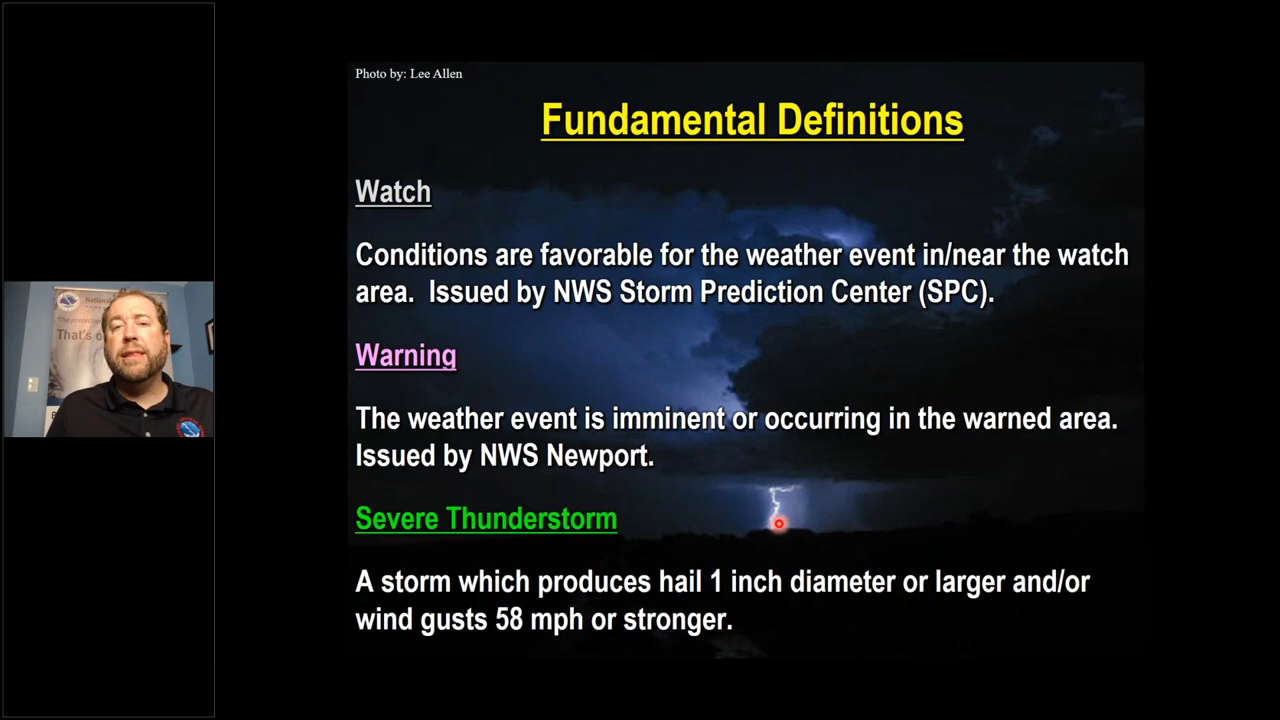 Photo by: Lee Allen
Fundamental Definitions
Watch
Conditions are favorable for the weather event in/near the watch
area. Issued by NWS Storm Prediction Center (SPC).
Warning
The weather event is imminent or occurring in the warned area.
Issued by NWS Newport.
Severe Thunderstorm
A storm which produces hail 1 inch diameter or larger and/or
wind gusts 58 mph or stronger.
National
That's